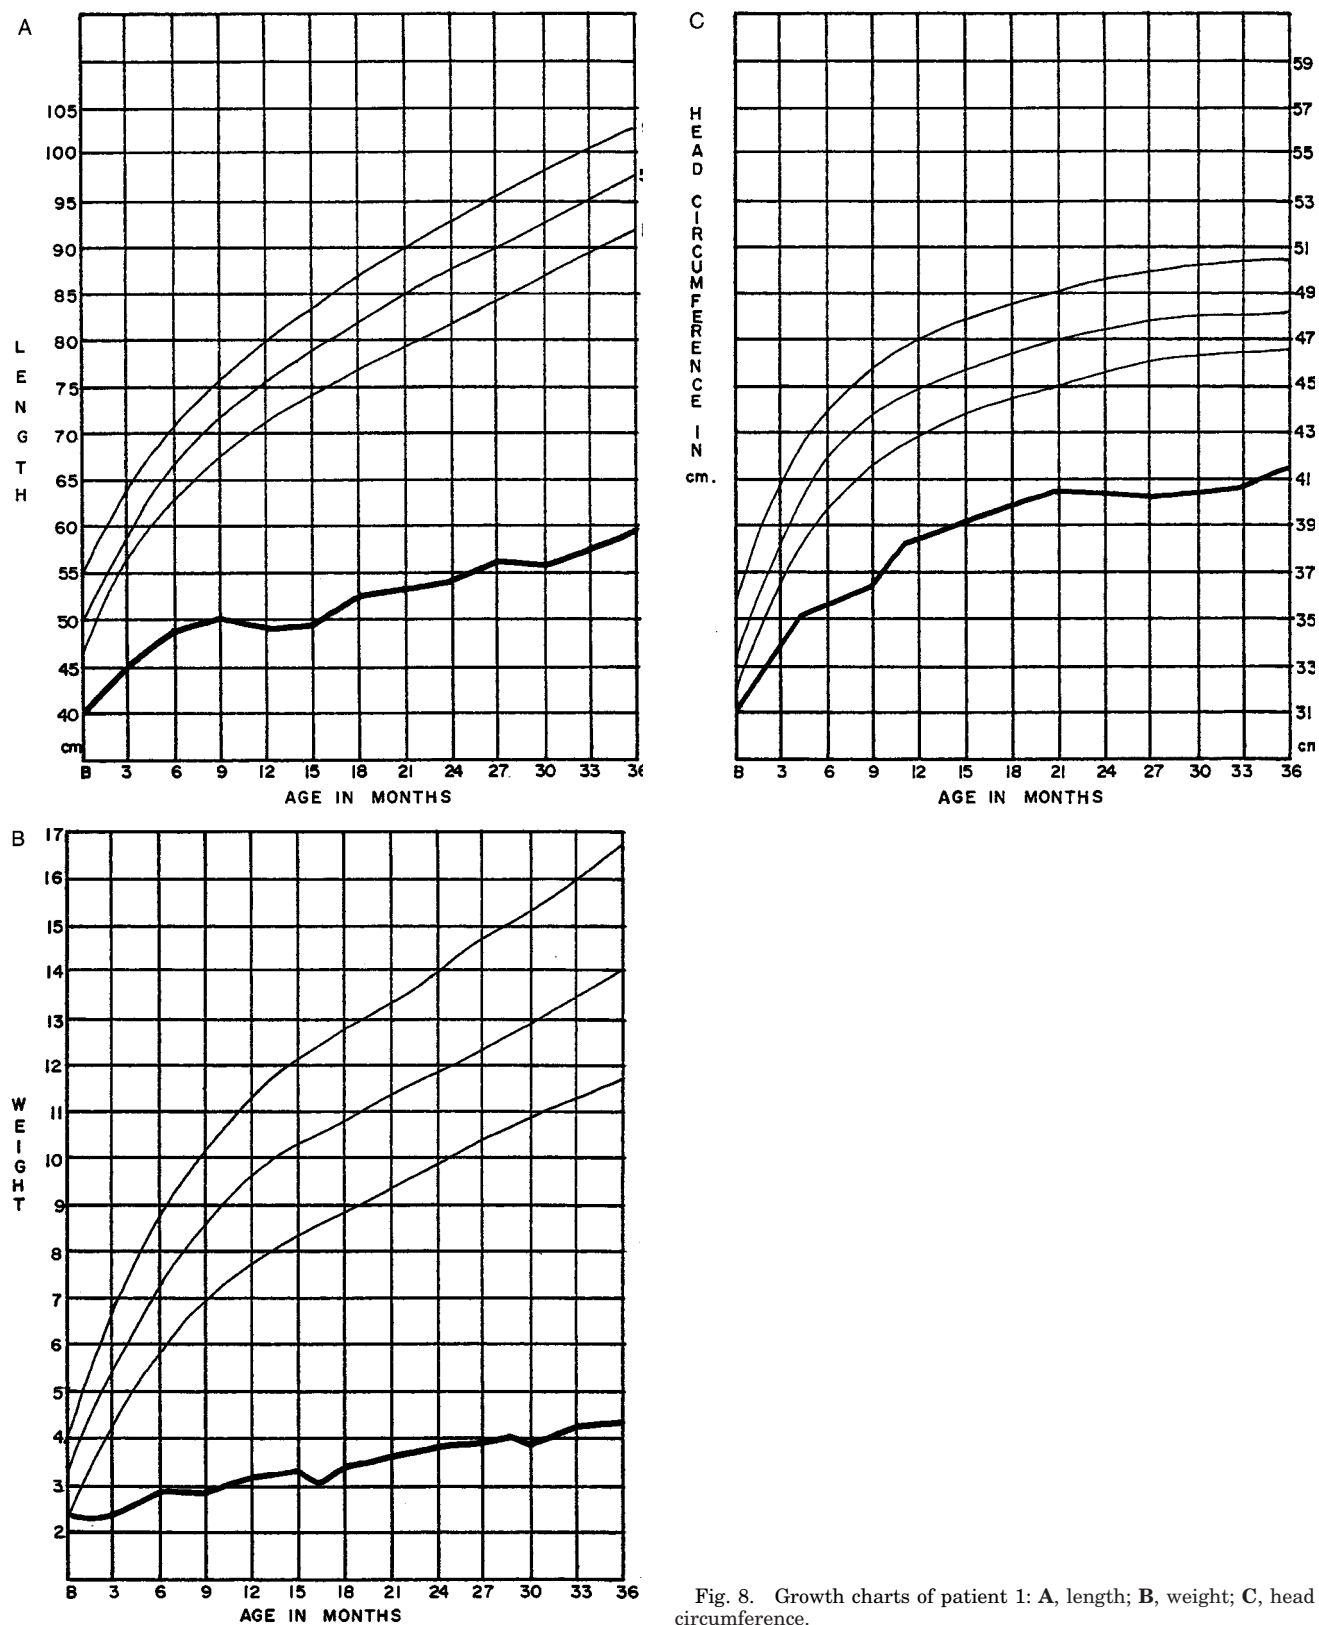 A
105
100
95
90
85
80
75
70
65
60
55
50
45
40
cm
L
E
N
G
T
H
B 3 6 9 12 15 18 21 24 27 30 33 36
AGE IN MONTHS
C
H
E
A
D
C
I
R
C
U
M
F
E
R
E
N
C
E
I
N
cm.
59
57
55
53
51
49
47
45
43
41
39
37
35
33
31
B 3 6 9 12 15 18 21 24 27 30 33 36
AGE IN MONTHS
B
17
16
15
14
13
12
11
10
9
8
7
6
5
4
3
2
W
E
I
G
H
T
B 3 6 9 12 15 18 21 24 27 30 33 36
AGE IN MONTHS
Fig. 8. Growth charts of patient 1: A, length; B, weight; C, head
circumference.